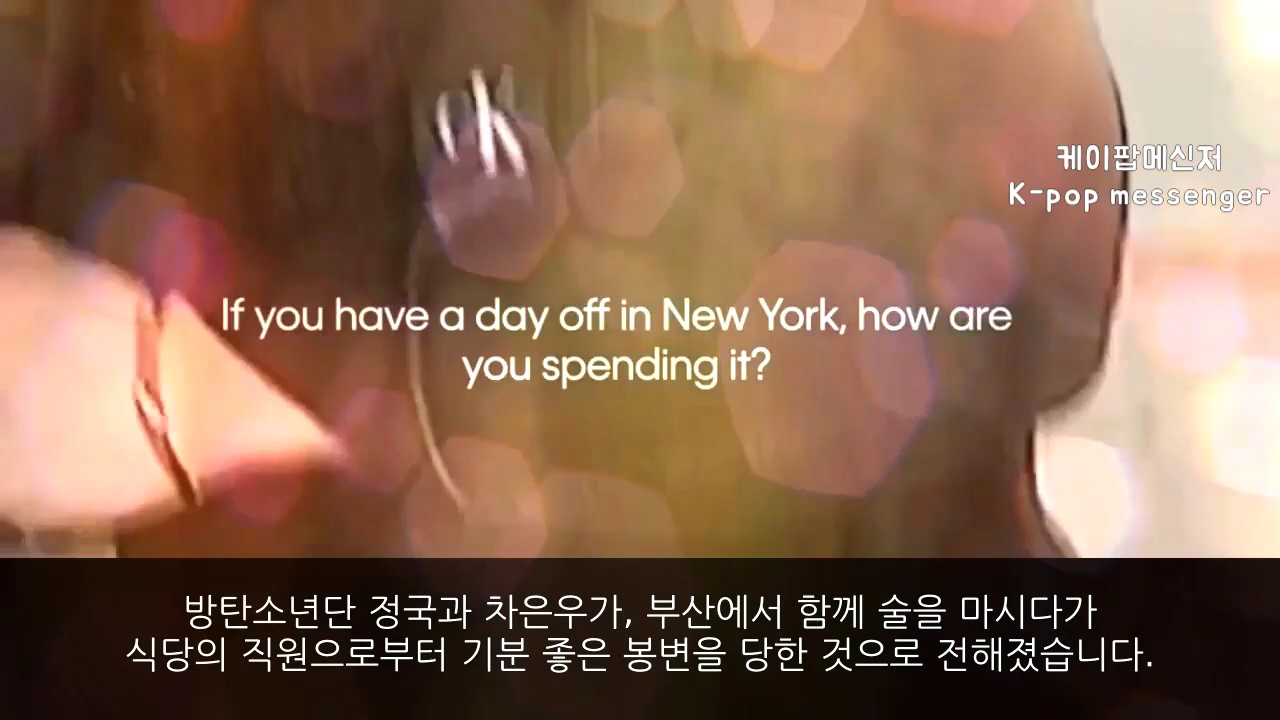 케이팝메신저
K-pop messenger
If you have a day off in New York, how are
you spending it?
방탄소년단 정국과 차은우가, 부산에서 함께 술을 마시다가
식당의 직원으로부터 기분 좋은 봉변을 당한 것으로 전해졌습니다.